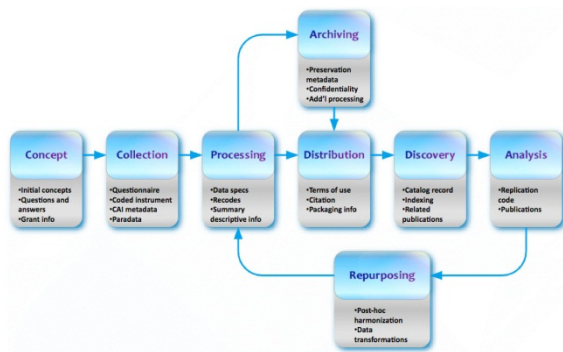 Archiving
•Preservation
metadata
•Confidentiality
•Add'l processing
Concept
•Initial concepts
•Questions and
answers
•Grant info
Collection
•Questionnaire
•Coded instrument
•CAI metadata
•Paradata
Processing
•Data specs
•Recodes
•Summary
descriptive info
Distribution
•Terms of use
•Citation
•Packaging info
Discovery
•Catalog record
•Indexing
•Related
publications
Analysis
•Replication
code
•Publications
Repurposing
•Post-hoc
harmonization
•Data
transformations